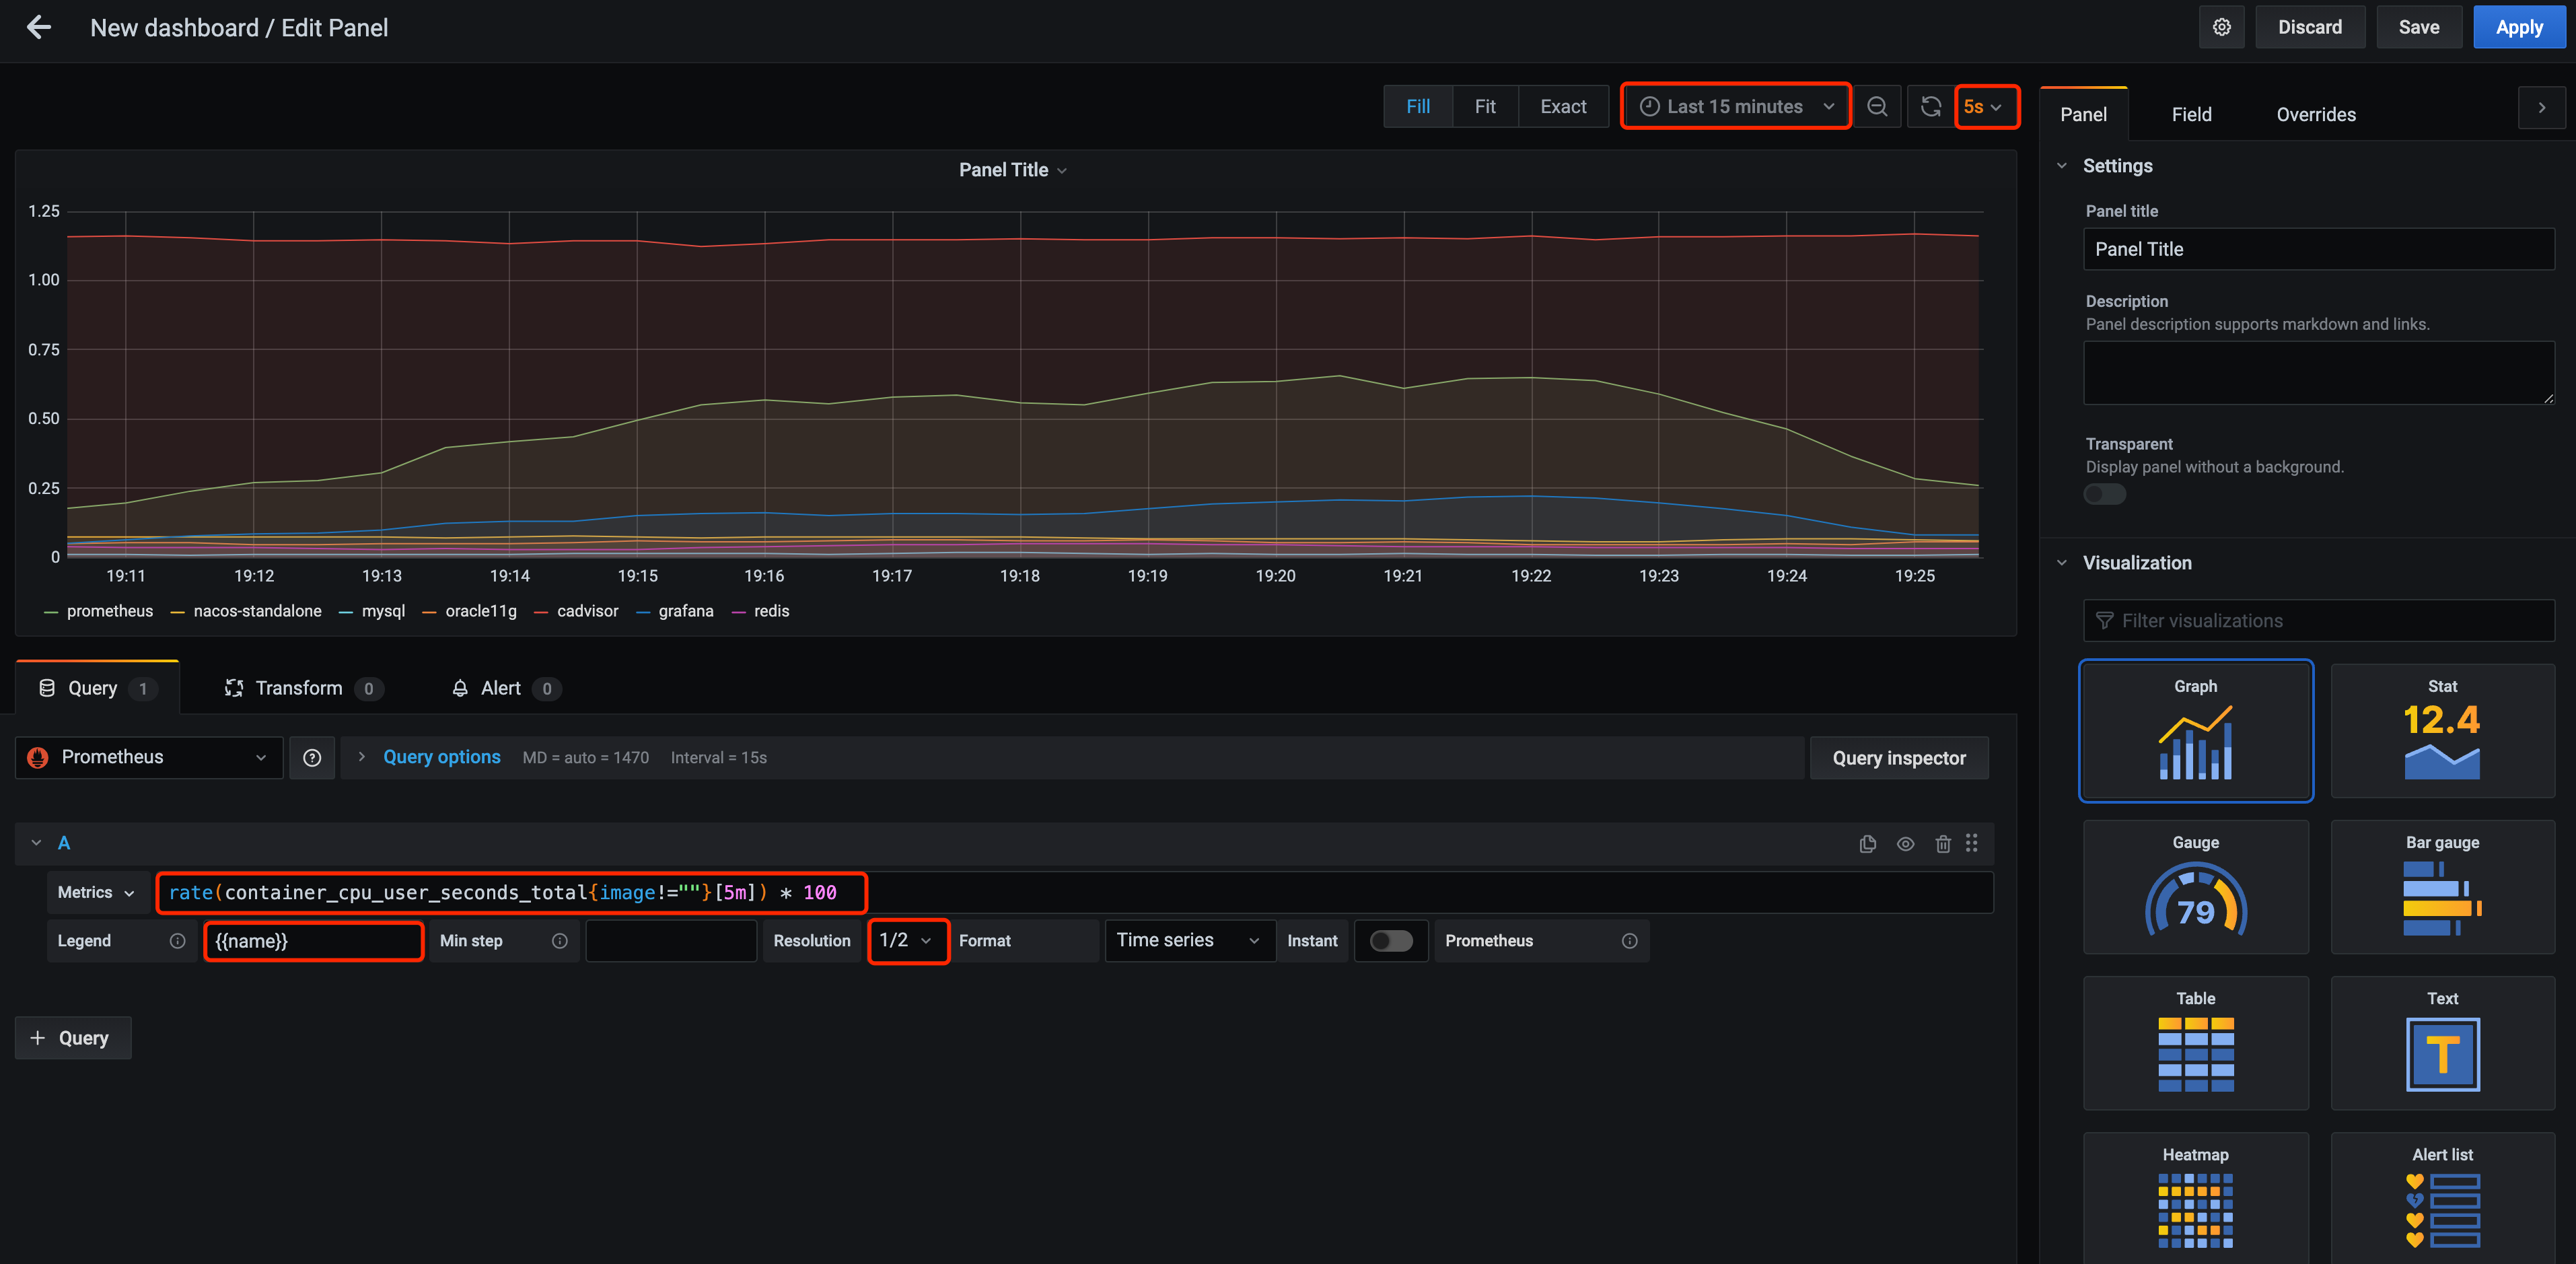 New dashboard / Edit Panel
Discard
Save
Apply
Fill
Fit
Exact
Last 15 minutes
5s
Panel
Field
Overrides
Panel Title
1.25
1.00
0.75
0.50
0.25
0
19:11
19:12
19:13
19:14
19:15
19:16
19:17
19:18
19:19
19:20
19:21
19:22
19:23
19:24
19:25
prometheus
nacos-standalone
mysql
oracle11g
cadvisor
grafana
redis
Settings
Panel title
Panel Title
Description
Panel description supports markdown and links.
Transparent
Display panel without a background.
Visualization
Filter visualizations
Graph
Stat
12.4
Gauge
79
Bar gauge
Table
Text
T
Heatmap
Alert list
Query 1
Transform 0
Alert 0
Prometheus
Query options
MD = auto = 1470
Interval = 15s
Query inspector
A
Metrics
rate(container_cpu_user_seconds_total{image!=""}[5m]) * 100
Legend
{{name}}
Min step
Resolution
1/2
Format
Time series
Instant
Prometheus
+ Query